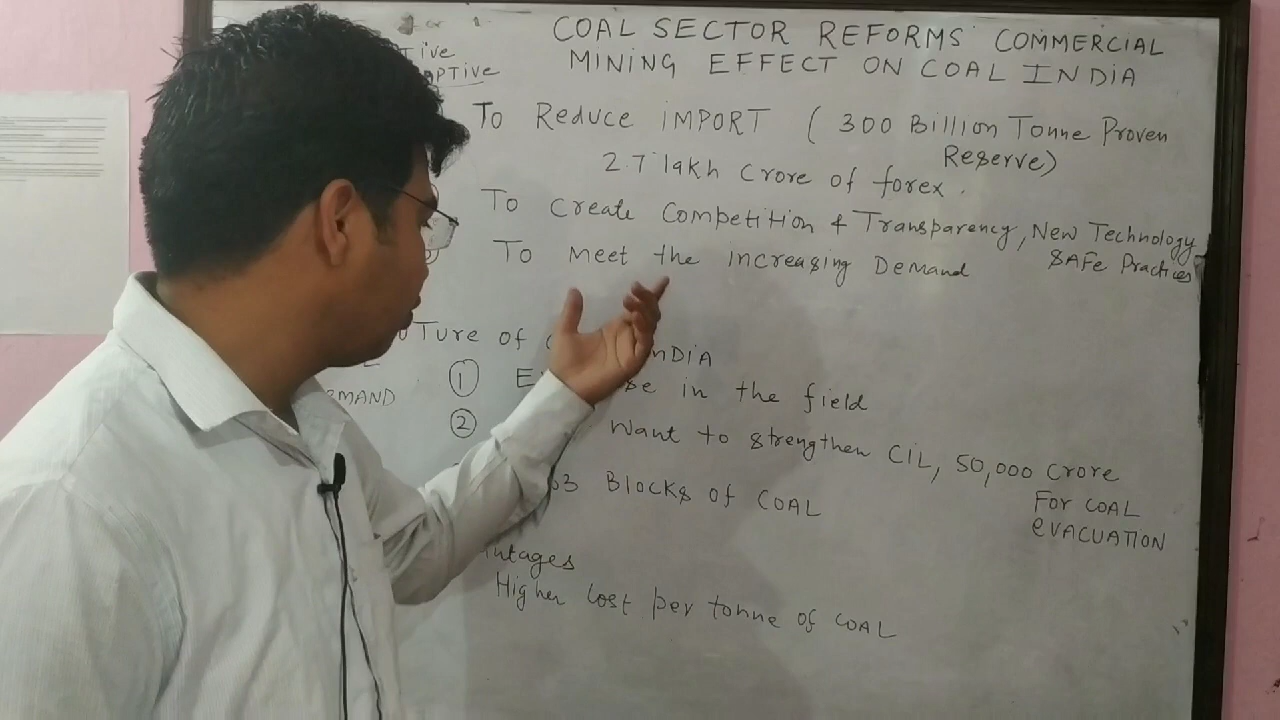 COAL SECTOR REFORMS COMMERCIAL
MINING EFFECT ON COAL INDIA
To Reduce IMPORT ( 300 Billion Tonne Proven
Reserve)
2.7 lakh crore of forex.
To create Competition & Transparency, New Technology
SAFe Practices
To meet the increasing Demand
Ture of INDIA
1 in the field
2 Want to strengthen CIL, 50,000 crore
For COAL
EVACUATION
Blocks of COAL
ntages
Higher Cost per tonne of COAL